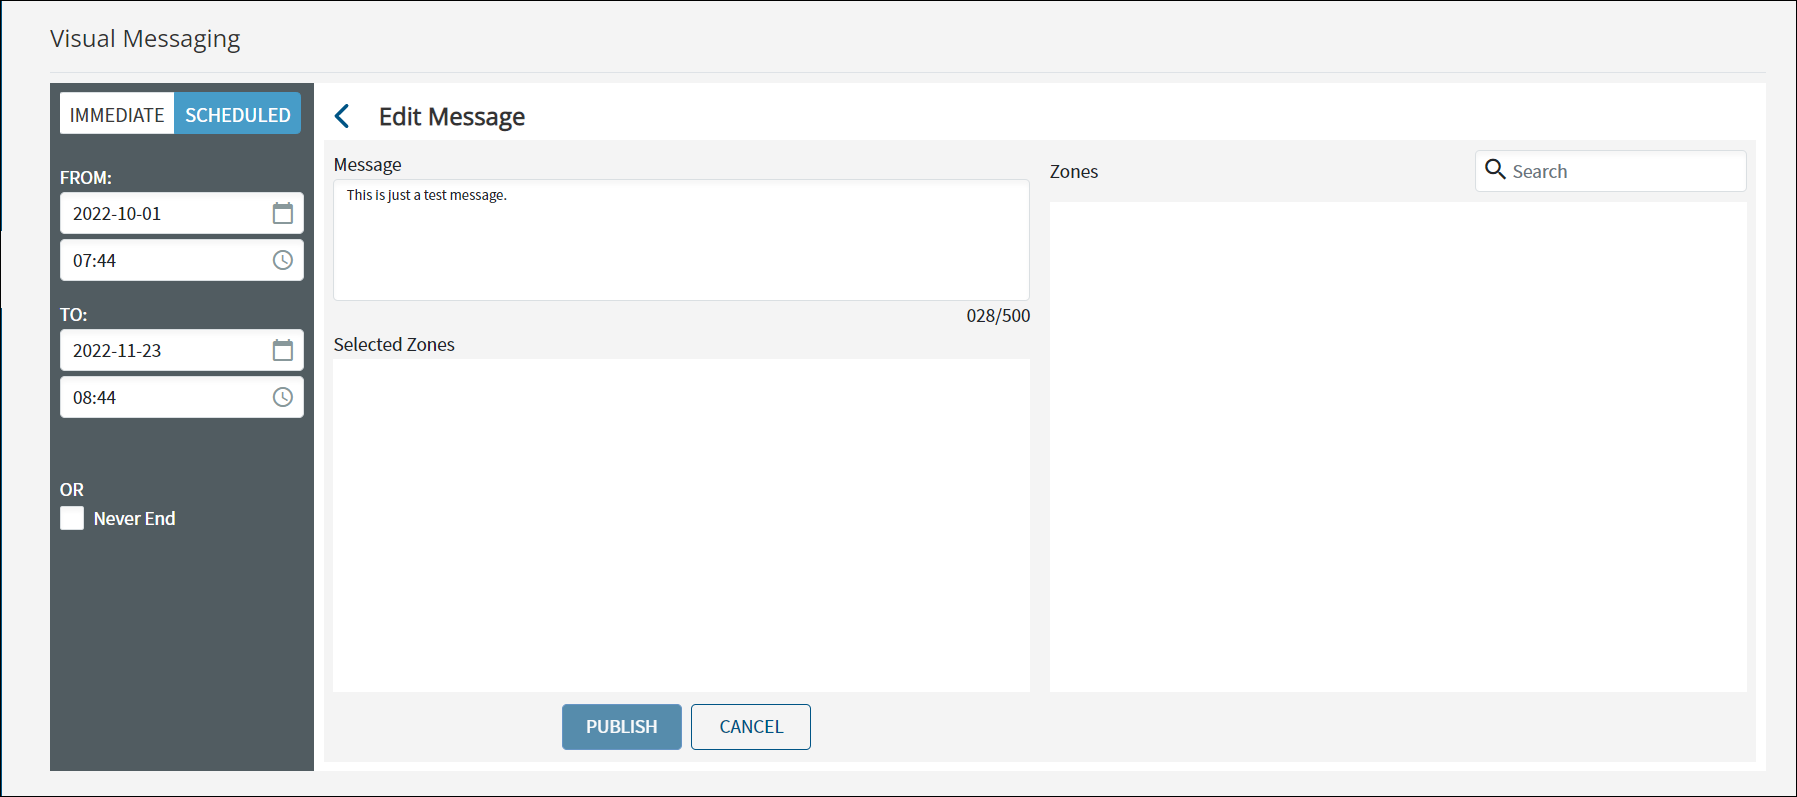 Visual Messaging
IMMEDIATE SCHEDULED
FROM:
2022-10-01
07:44
TO:
2022-11-23
08:44
OR
Never End
Edit Message
Message
This is just a test message.
028/500
Selected Zones
Zones
Search
PUBLISH CANCEL